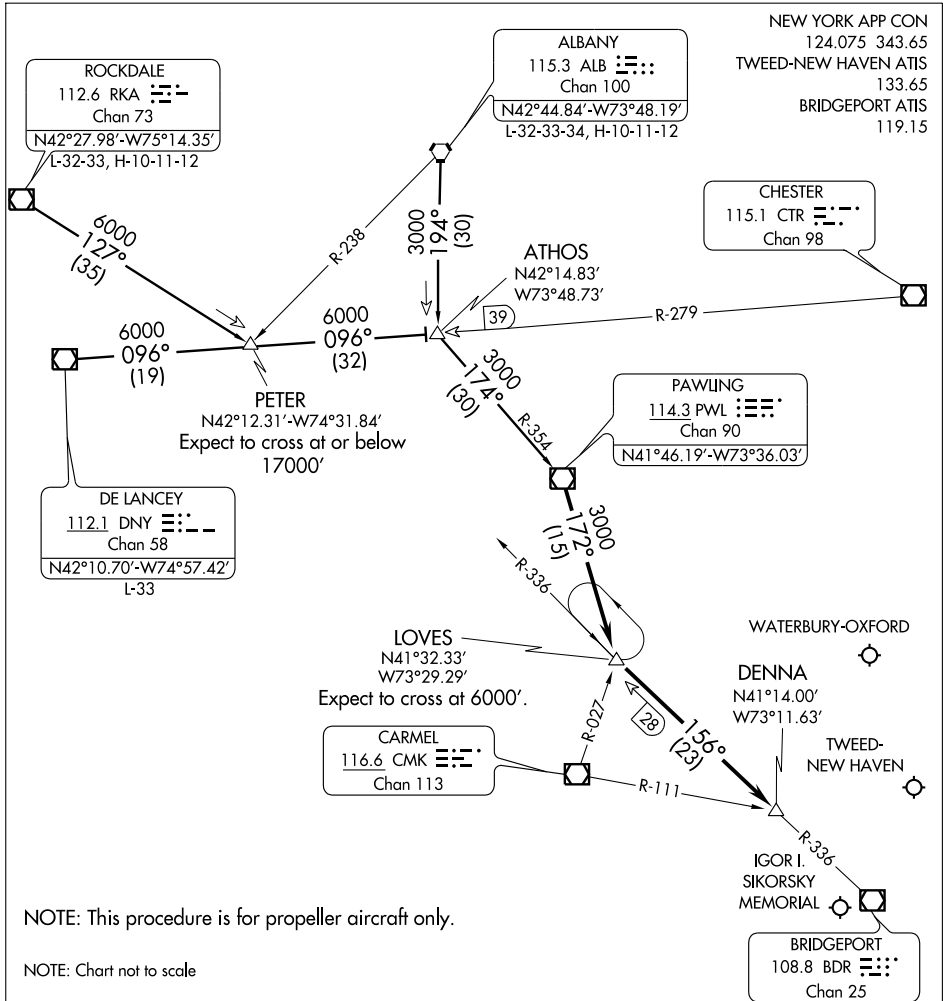 NEW YORK APP CON
124.075 343.65
TWEED-NEW HAVEN ATIS
133.65
BRIDGEPORT ATIS
119.15
ALBANY
115.3 ALB
Chan 100
N42°44.84′-W73°48.19′
L-32-33-34, H-10-11-12
ROCKDALE
112.6 RKA
Chan 73
N42°27.98′-W75°14.35′
L-32-33, H-10-11-12
CHESTER
115.1 CTR
Chan 98
6000
127°
(35)
R-238
3000
194°
(30)
ATHOS
N42°14.83′
W73°48.73′
39
R-279
6000
096°
(19)
6000
096°
(32)
PETER
N42°12.31′-W74°31.84′
Expect to cross at or below
17000′
3000
174°
(30)
R-354
PAWLING
114.3 PWL
Chan 90
N41°46.19′-W73°36.03′
DE LANCEY
112.1 DNY
Chan 58
N42°10.70′-W74°57.42′
L-33
3000
172°
(15)
R-336
LOVES
N41°32.33′
W73°29.29′
Expect to cross at 6000′.
WATERBURY-OXFORD
DENNA
N41°14.00′
W73°11.63′
28
156°
(23)
R-027
CARMEL
116.6 CMK
Chan 113
R-111
TWEED-
NEW HAVEN
R-336
IGOR I.
SIKORSKY
MEMORIAL
BRIDGEPORT
108.8 BDR
Chan 25
NOTE: This procedure is for propeller aircraft only.
NOTE: Chart not to scale